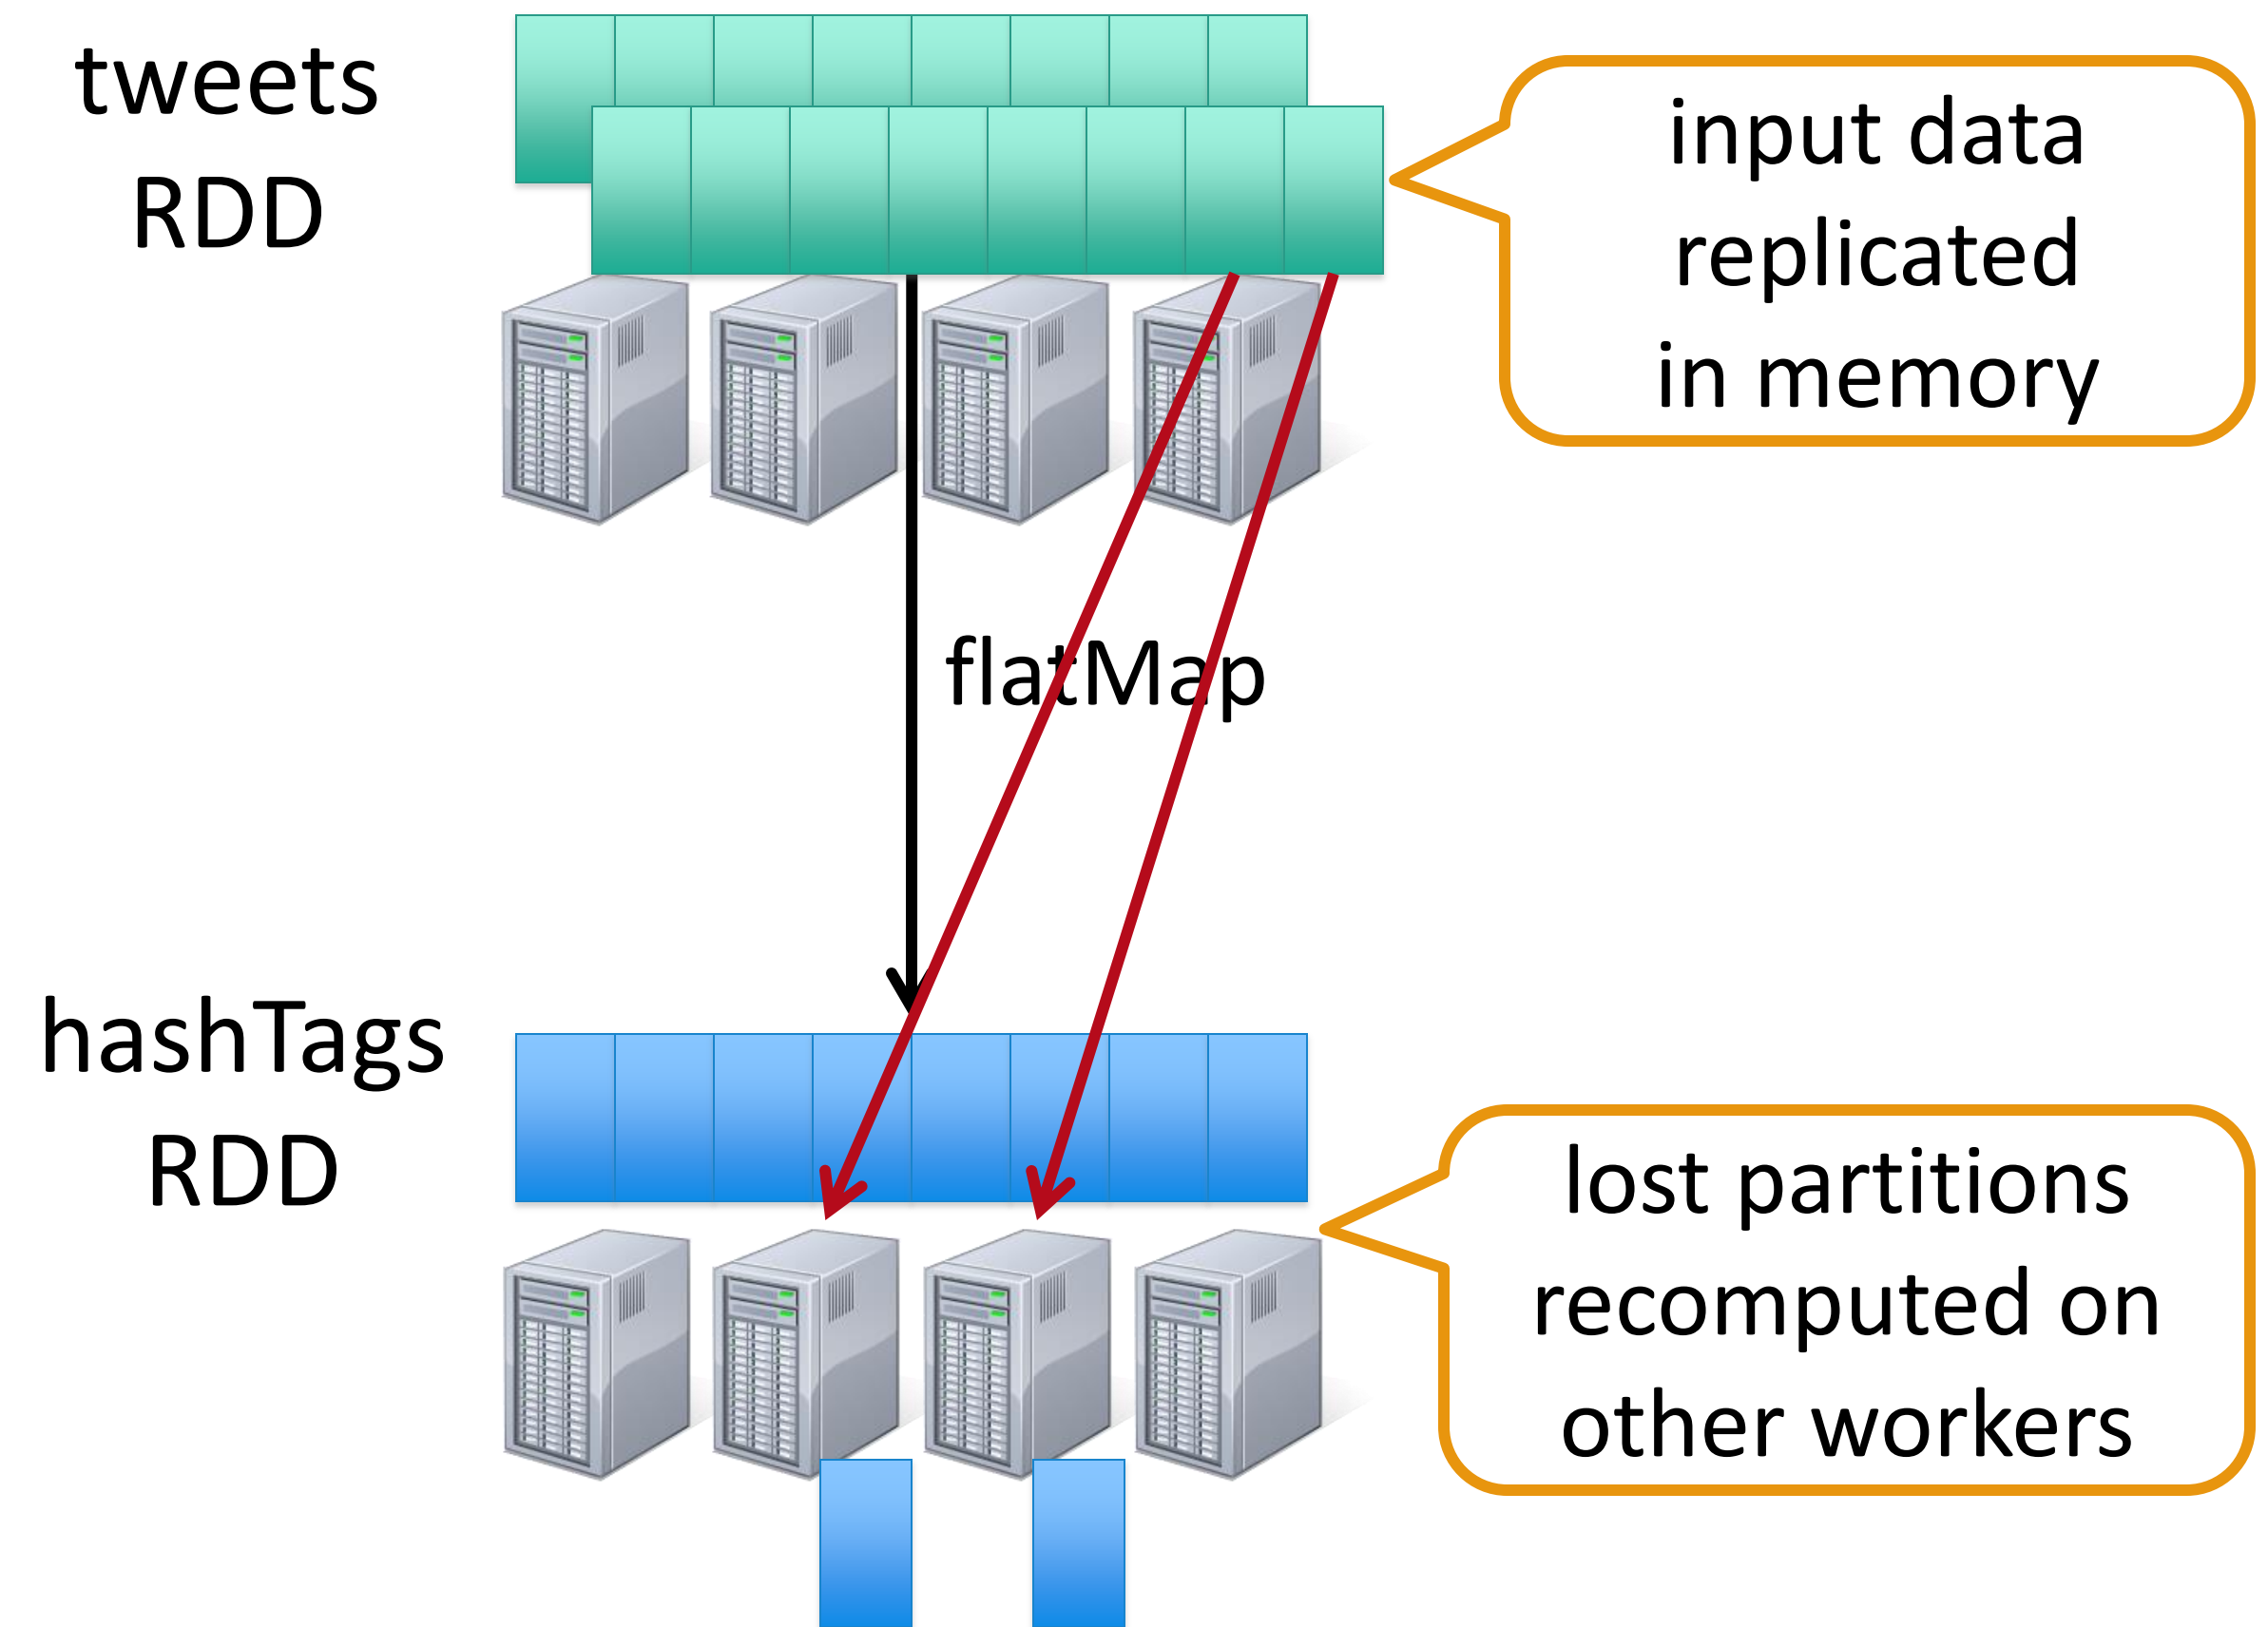 tweets
RDD
input data
replicated
in memory
flatMap
hashTags
RDD
lost partitions
recomputed on
other workers